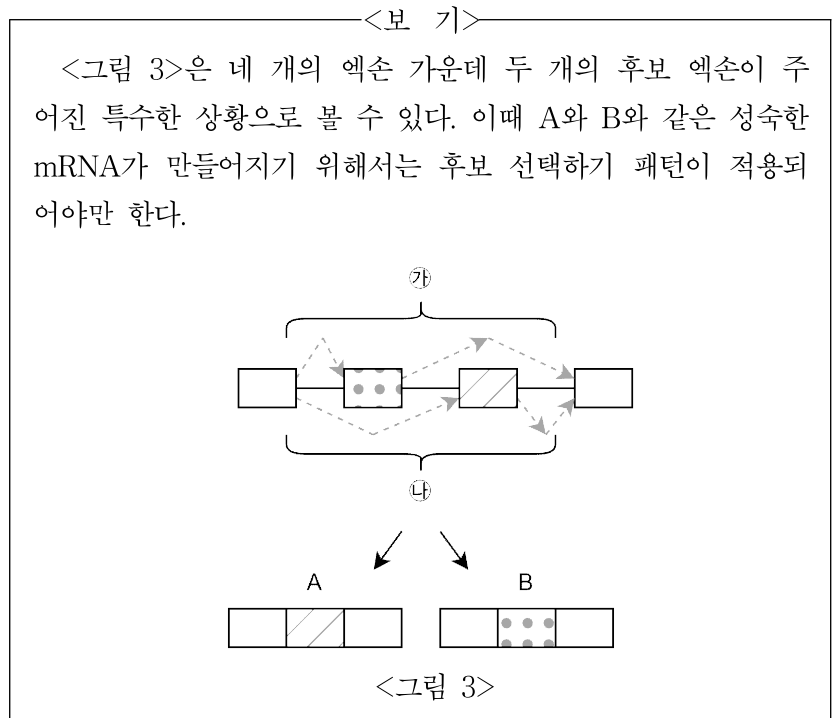 <보 기>
<그림 3>은 네 개의 엑손 가운데 두 개의 후보 엑손이 주
어진 특수한 상황으로 볼 수 있다. 이때 A와 B와 같은 성숙한
mRNA가 만들어지기 위해서는 후보 선택하기 패턴이 적용되
어야만 한다.
㉮
㉯
A B
<그림 3>